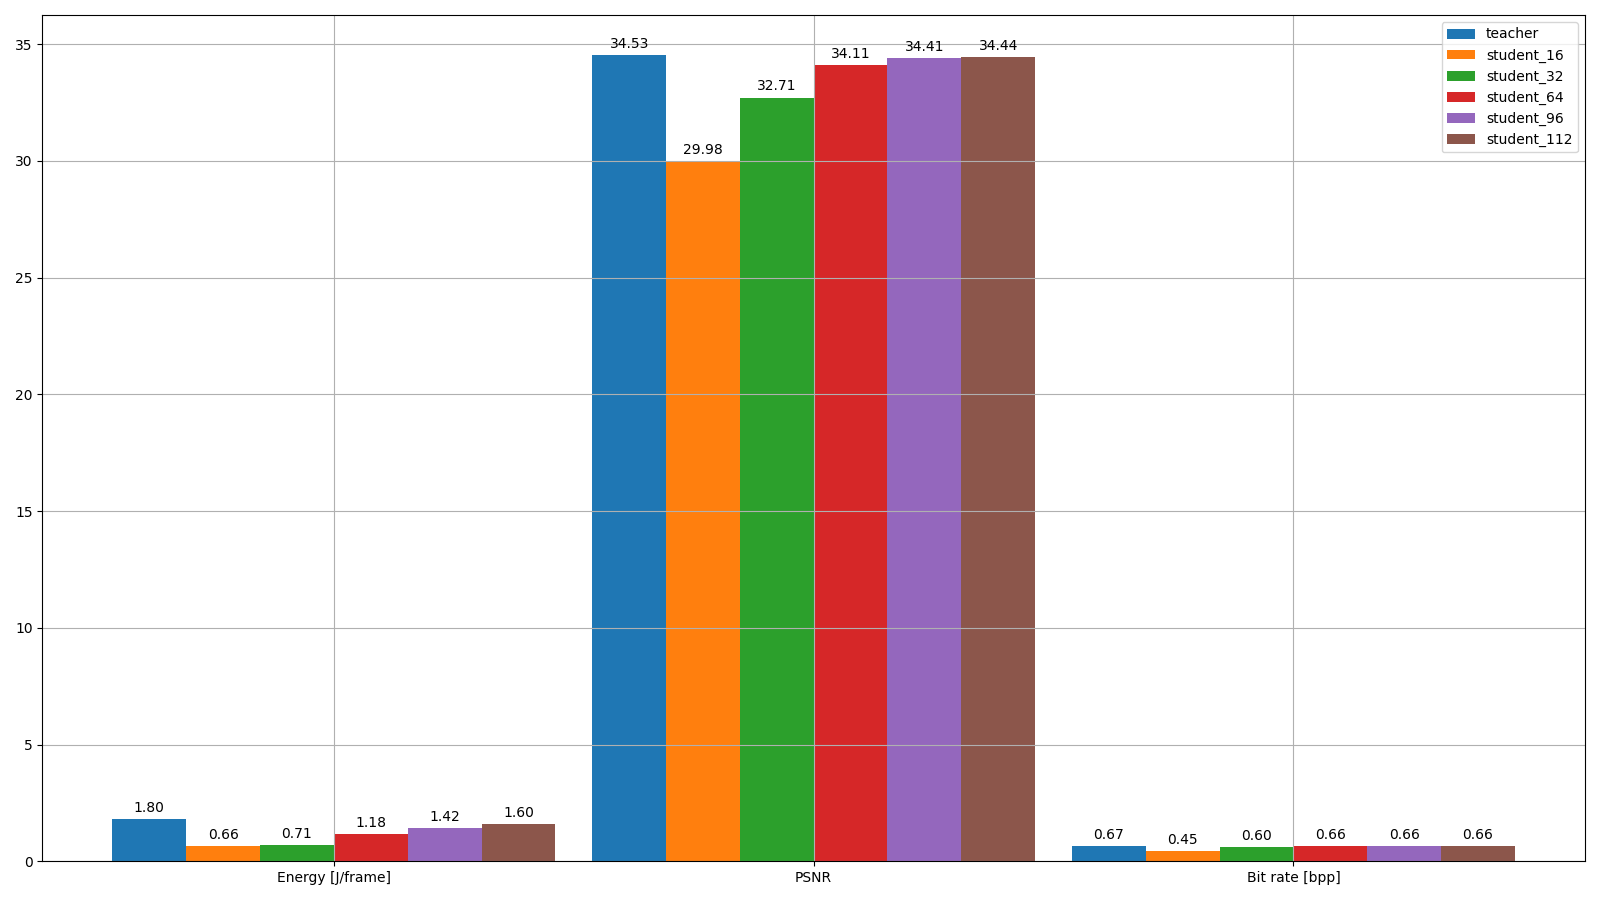 35
30
25
20
15
10
5
0
34.53
29.98
32.71
34.11
34.41
34.44
1.80
0.66
0.71
1.18
1.42
1.60
0.67
0.45
0.60
0.66
0.66
0.66
Energy [J/frame]
PSNR
Bit rate [bpp]
teacher
student_16
student_32
student_64
student_96
student_112